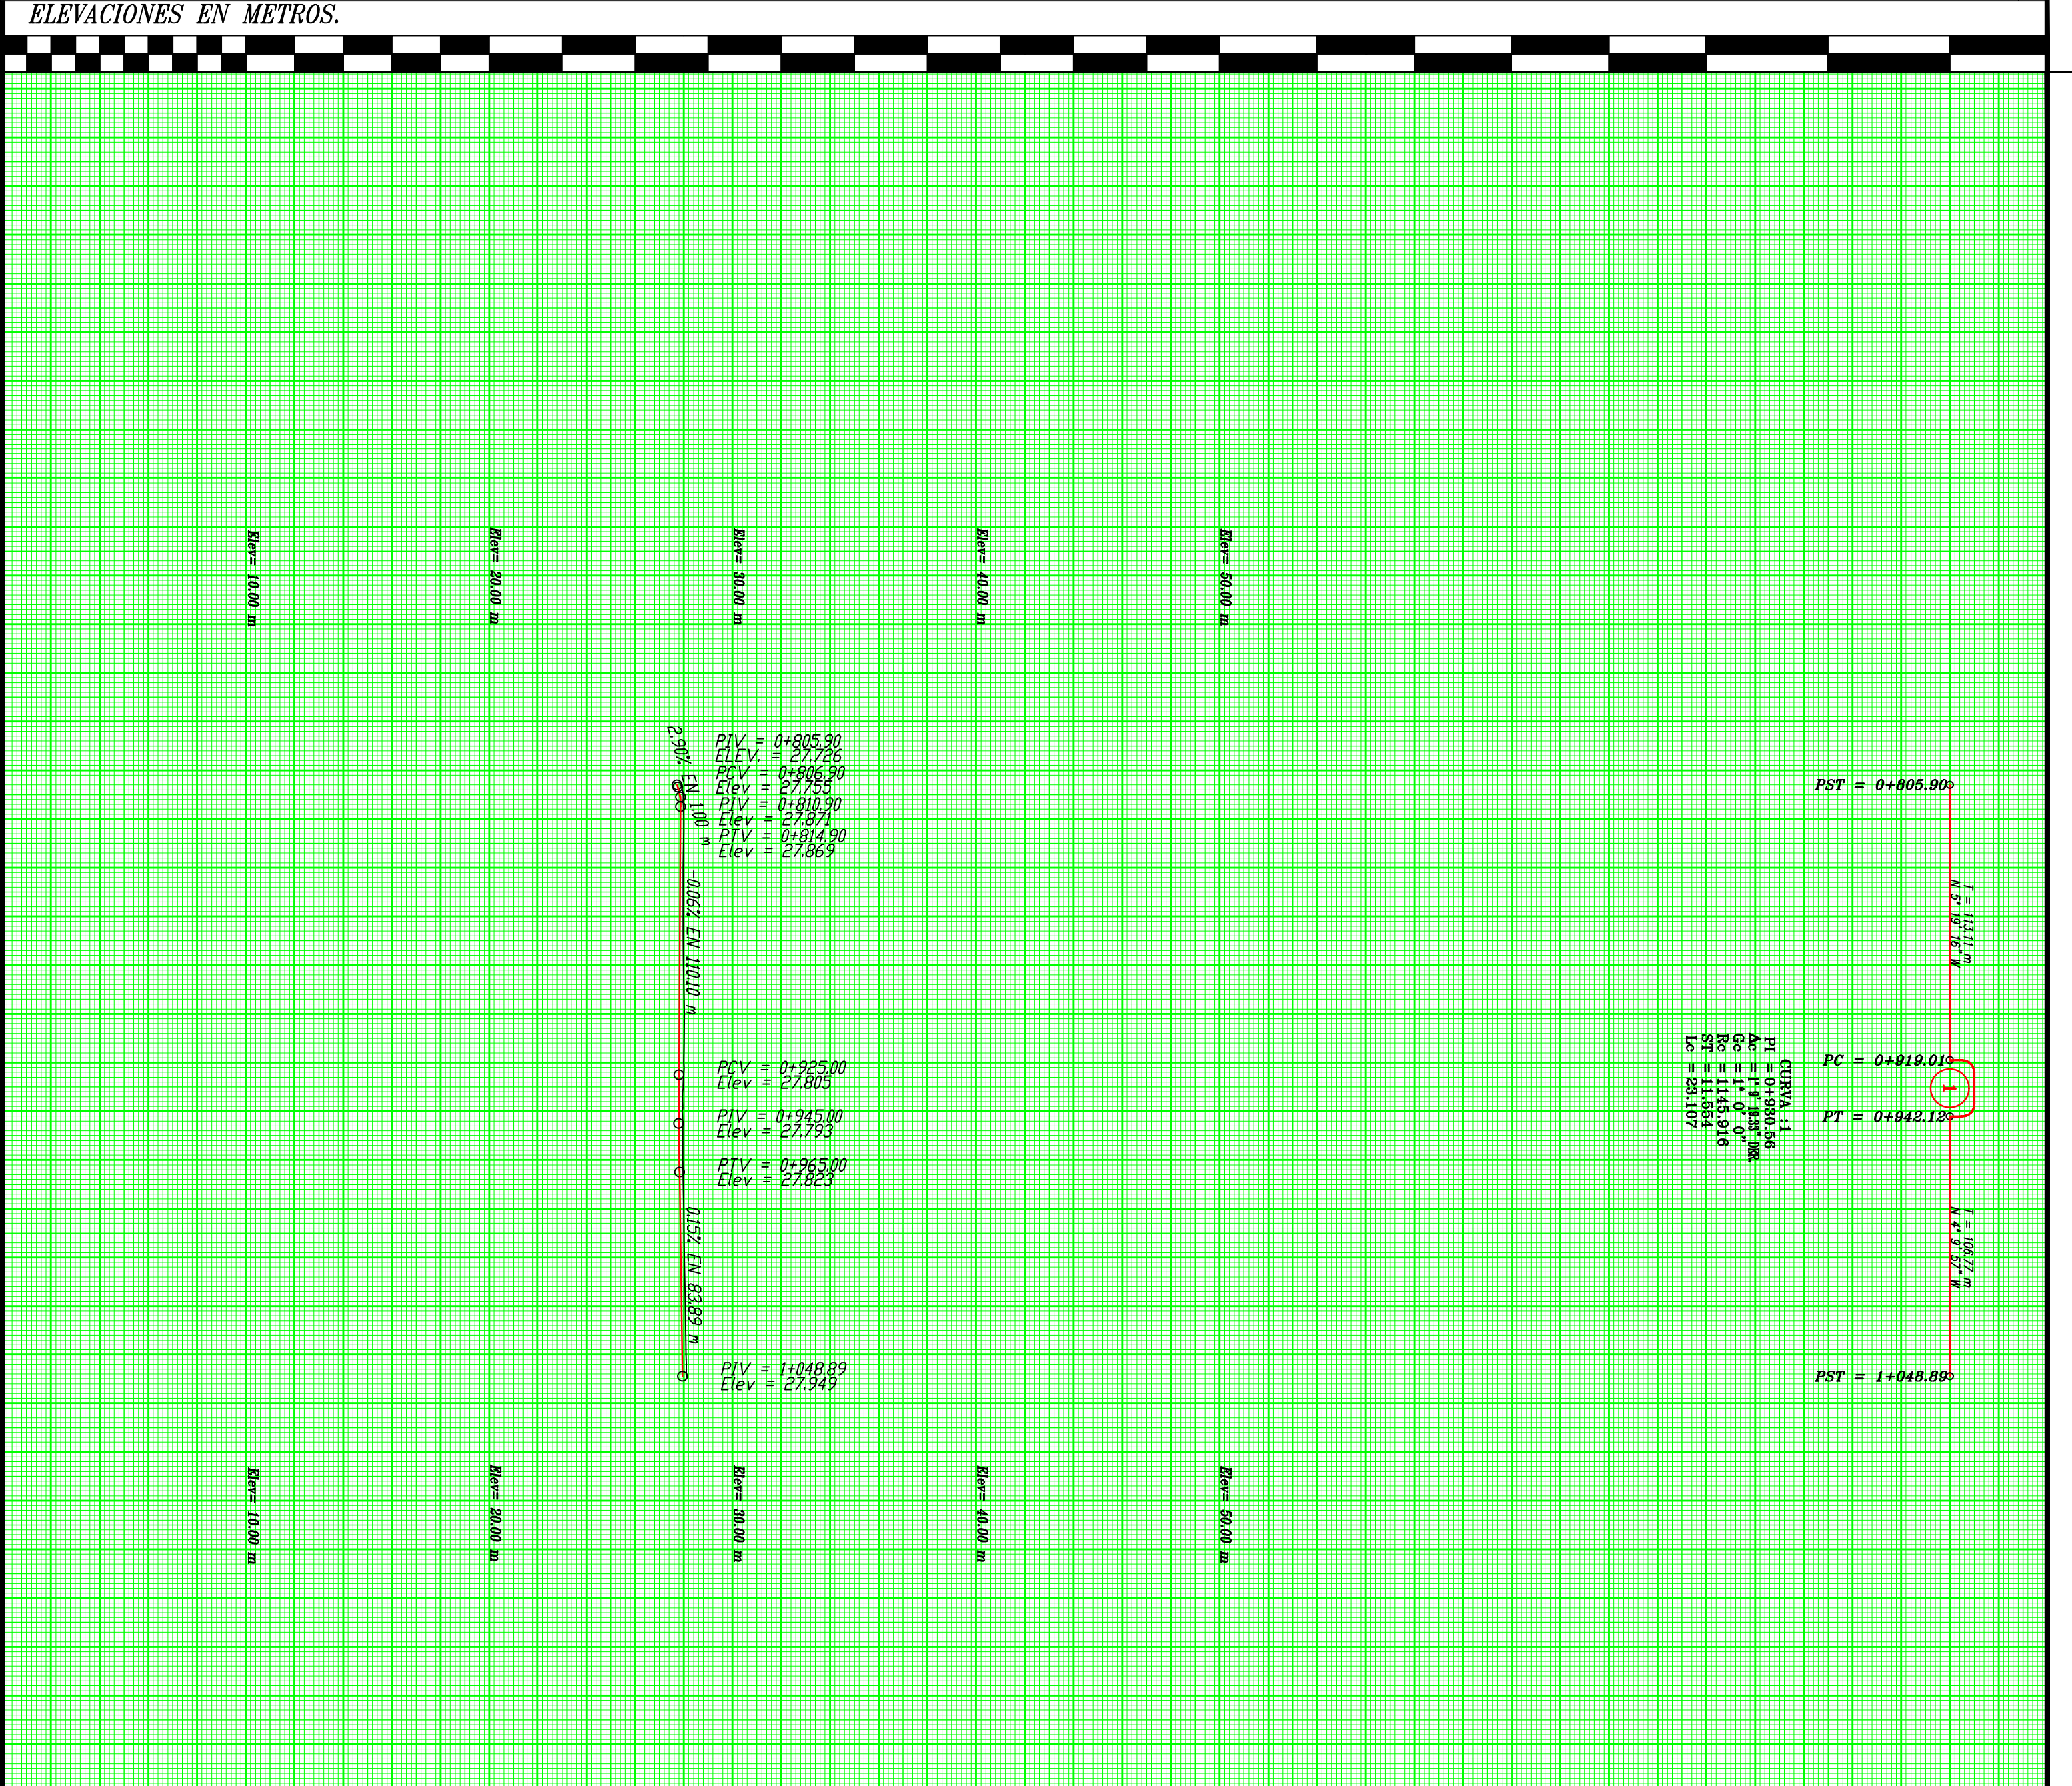 ELEVACIONES EN METROS.
Elev= 10.00 m
Elev= 20.00 m
Elev= 30.00 m
Elev= 40.00 m
Elev= 50.00 m
2.90% EN 1.00 m
PIV = 0+805.90
ELEV. = 27.726
PCV = 0+806.90
Elev = 27.755
PIV = 0+810.90
Elev = 27.871
PTV = 0+814.90
Elev = 27.869
-0.06% EN 110.10 m
PCV = 0+925.00
Elev = 27.805
PIV = 0+945.00
Elev = 27.793
PTV = 0+965.00
Elev = 27.823
0.15% EN 83.89 m
PIV = 1+048.89
Elev = 27.949
PST = 0+805.90
T = 113.11 m
N 5° 19' 16" W
PC = 0+919.01
1
PT = 0+942.12
CURVA :1
PI = 0+930.56
Δc = 1° 9' 19.33" DER.
Gc = 1° 0' 0"
Rc = 1145.916
ST = 11.554
Lc = 23.107
T = 106.77 m
N 4° 9' 57" W
PST = 1+048.89
Elev= 10.00 m
Elev= 20.00 m
Elev= 30.00 m
Elev= 40.00 m
Elev= 50.00 m